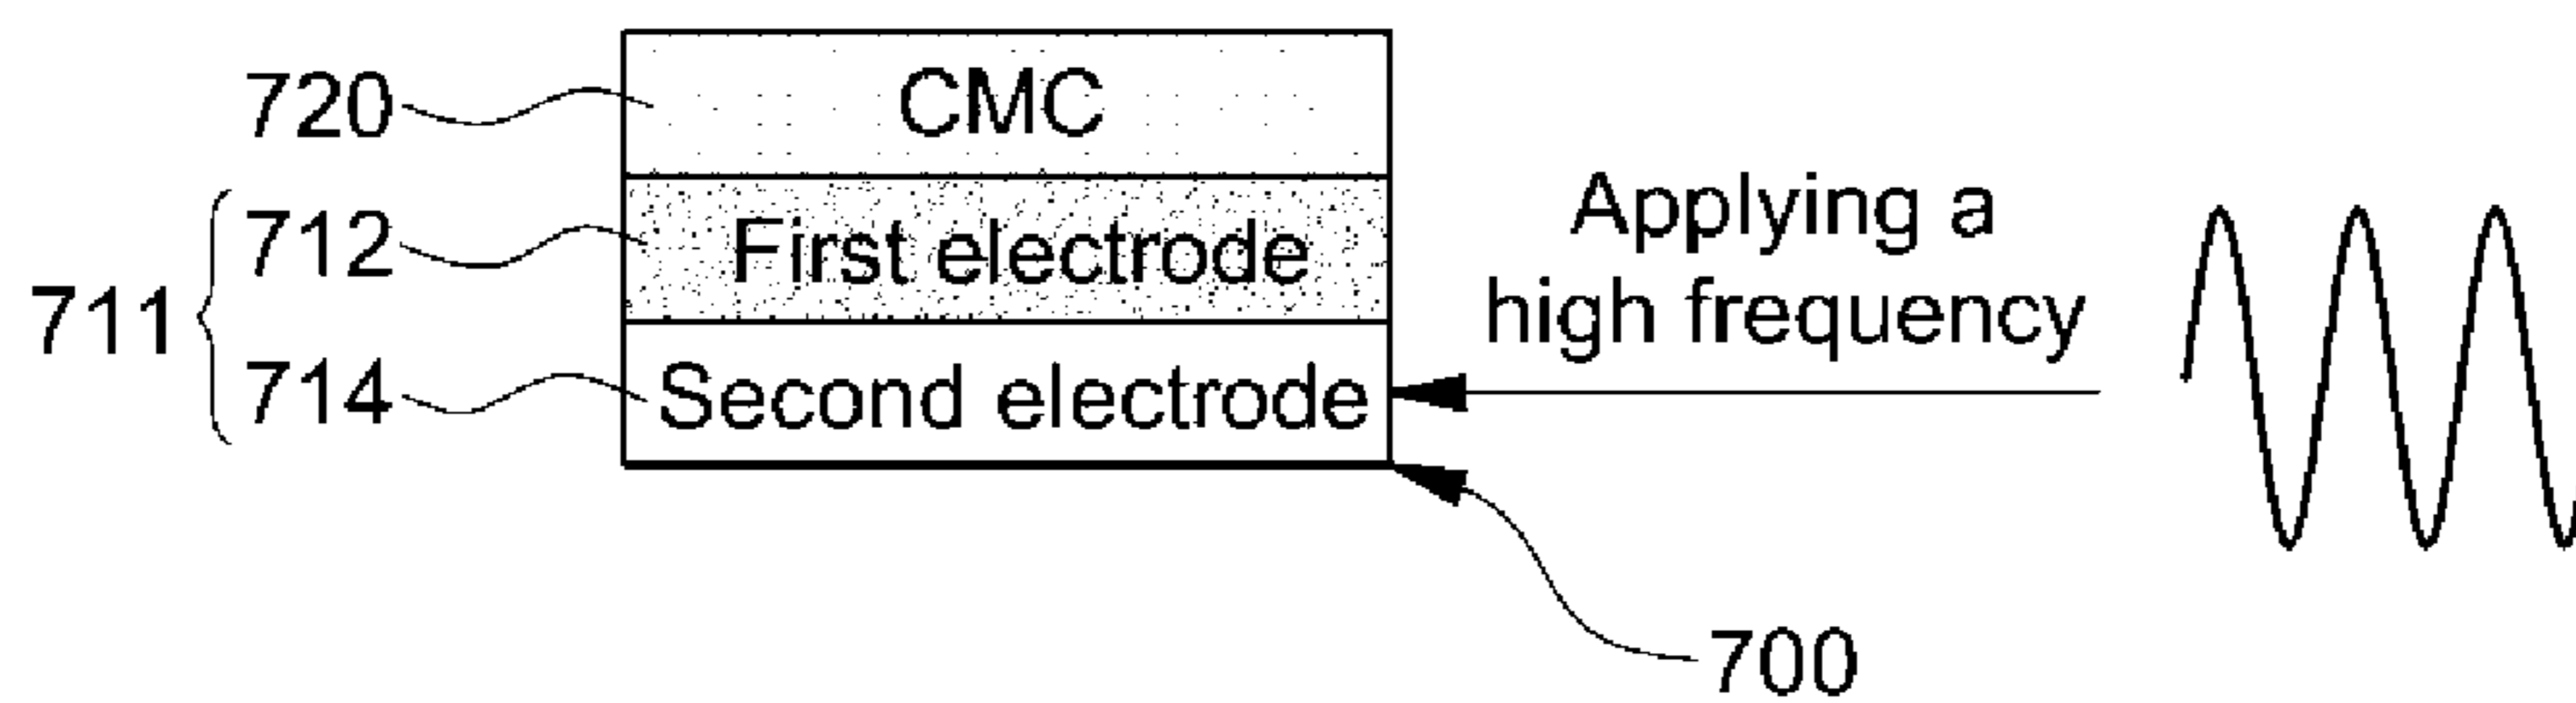 720 CMC
712 First electrode
711
714 Second electrode
Applying a
high frequency
700